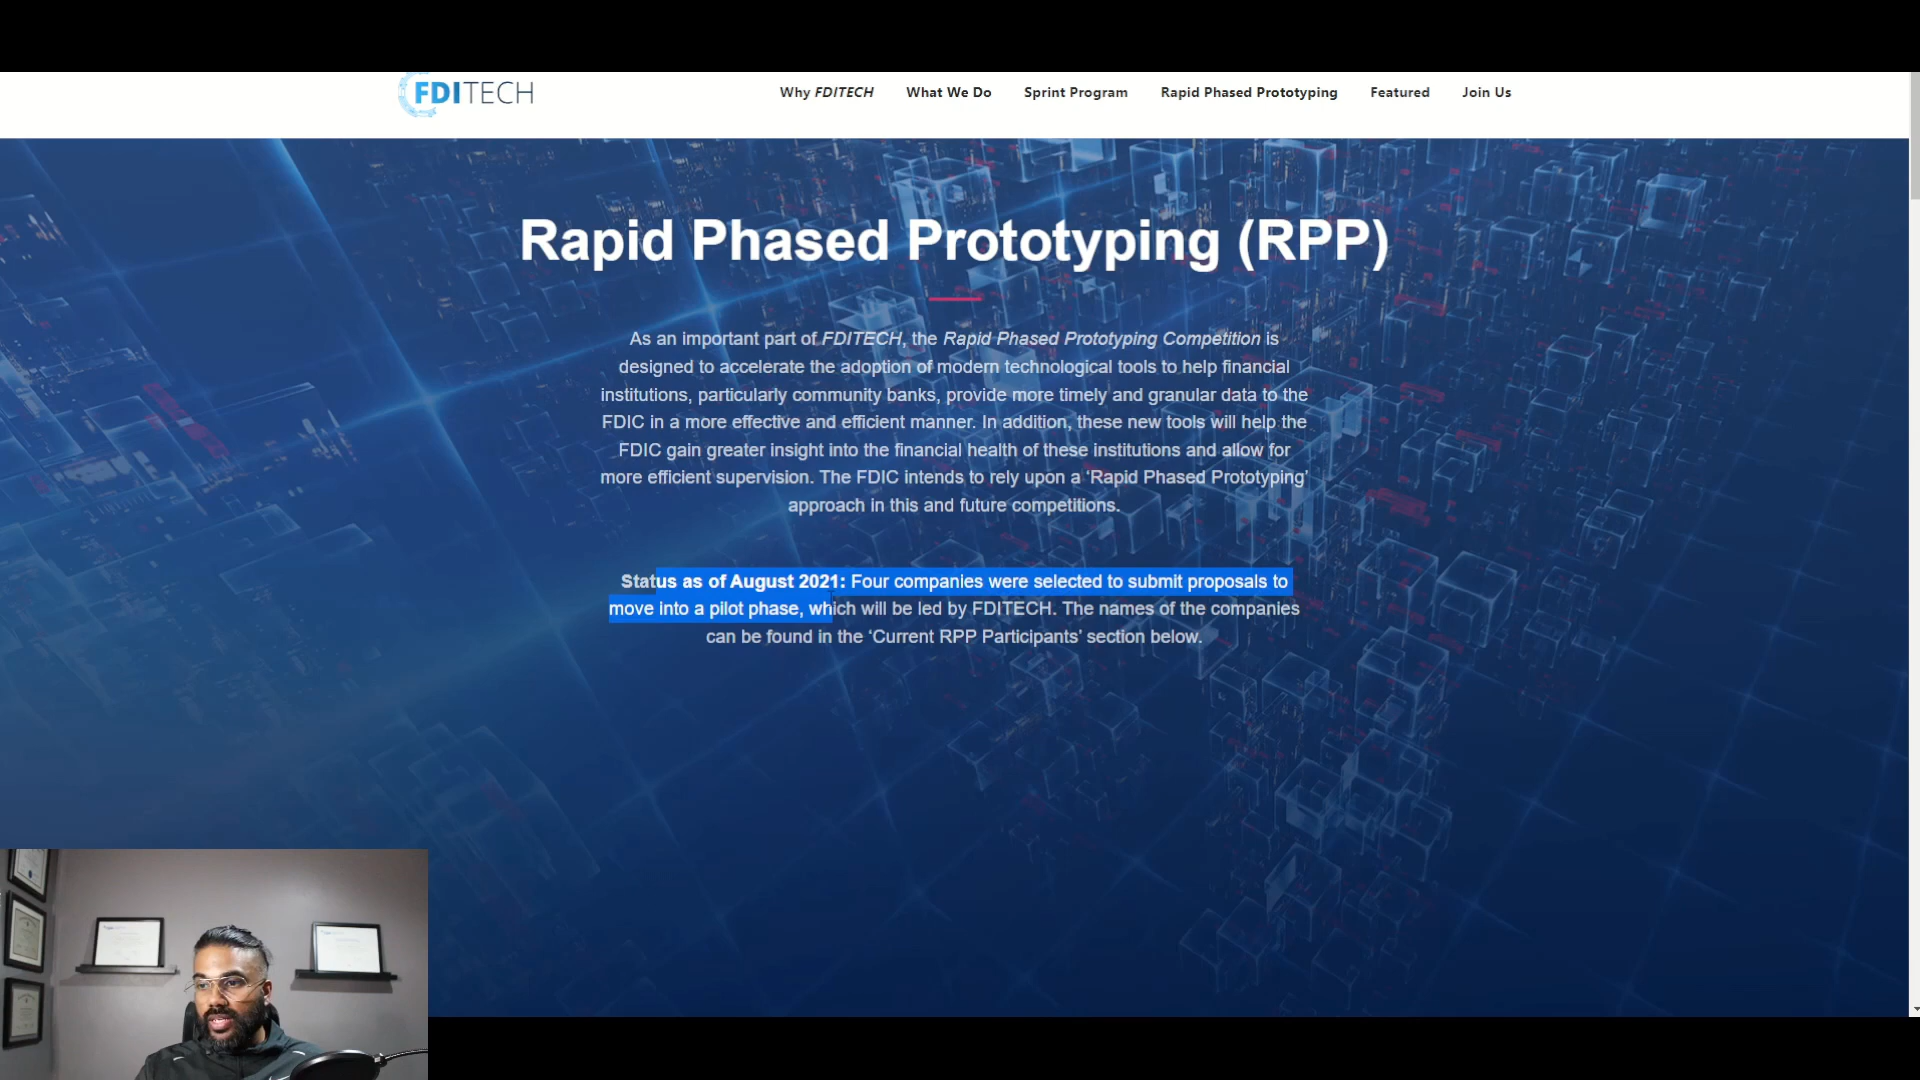 FDITECH
Why FDITECH
What We Do
Sprint Program
Rapid Phased Prototyping
Featured
Join Us
Rapid Phased Prototyping (RPP)
As an important part of FDITECH, the Rapid Phased Prototyping Competition is
designed to accelerate the adoption of modern technological tools to help financial
institutions, particularly community banks, provide more timely and granular data to the
FDIC in a more effective and efficient manner. In addition, these new tools will help the
FDIC gain greater insight into the financial health of these institutions and allow for
more efficient supervision. The FDIC intends to rely upon a ‘Rapid Phased Prototyping’
approach in this and future competitions.
Status as of August 2021: Four companies were selected to submit proposals to
move into a pilot phase, which will be led by FDITECH. The names of the companies
can be found in the ‘Current RPP Participants’ section below.